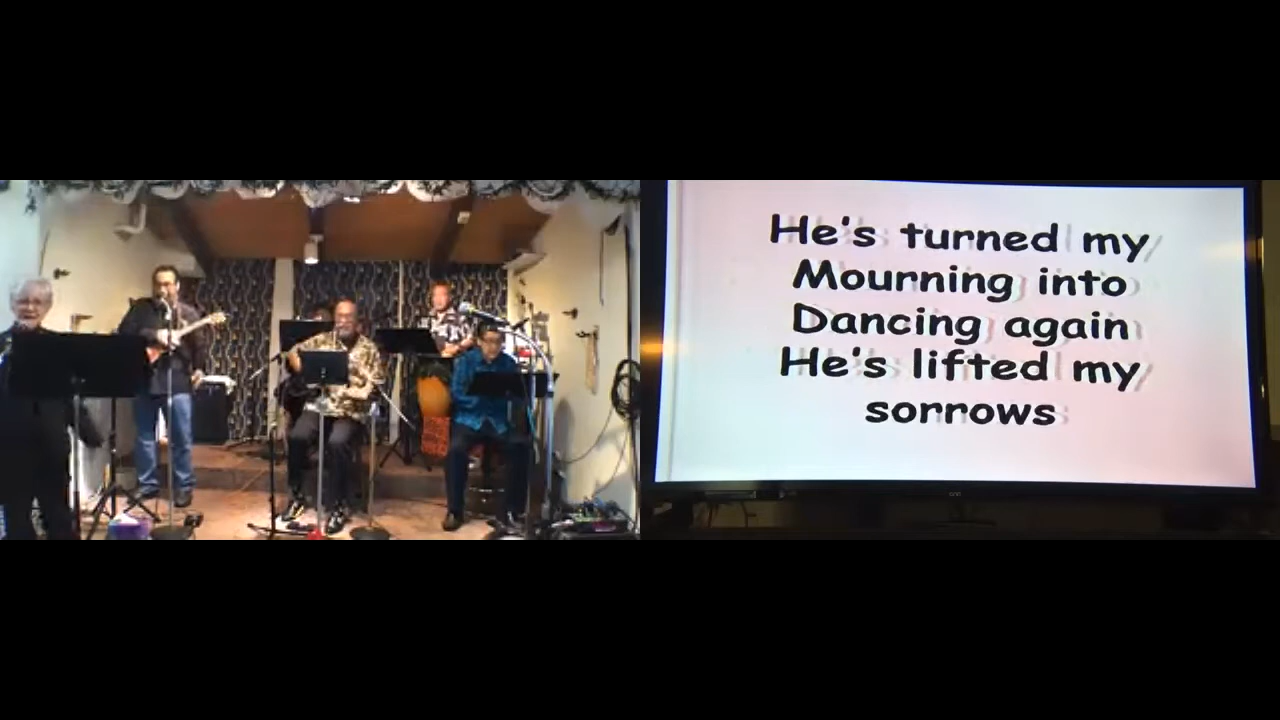 He's turned my
Mourning into
Dancing again
He's lifted my
sorrows